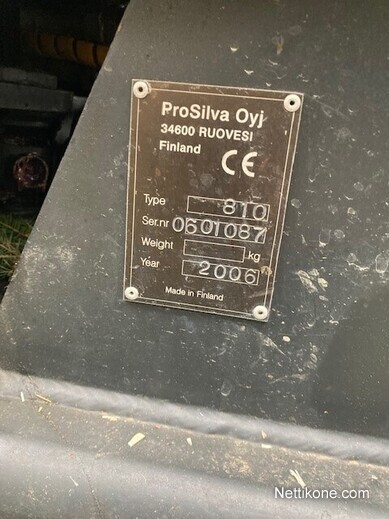 ProSilva Oyj
34600 RUOVESI
Finland
CE
Type 810
Ser.nr 0601087
Weight kg
Year 2006
Made in Finland
Nettikone.com